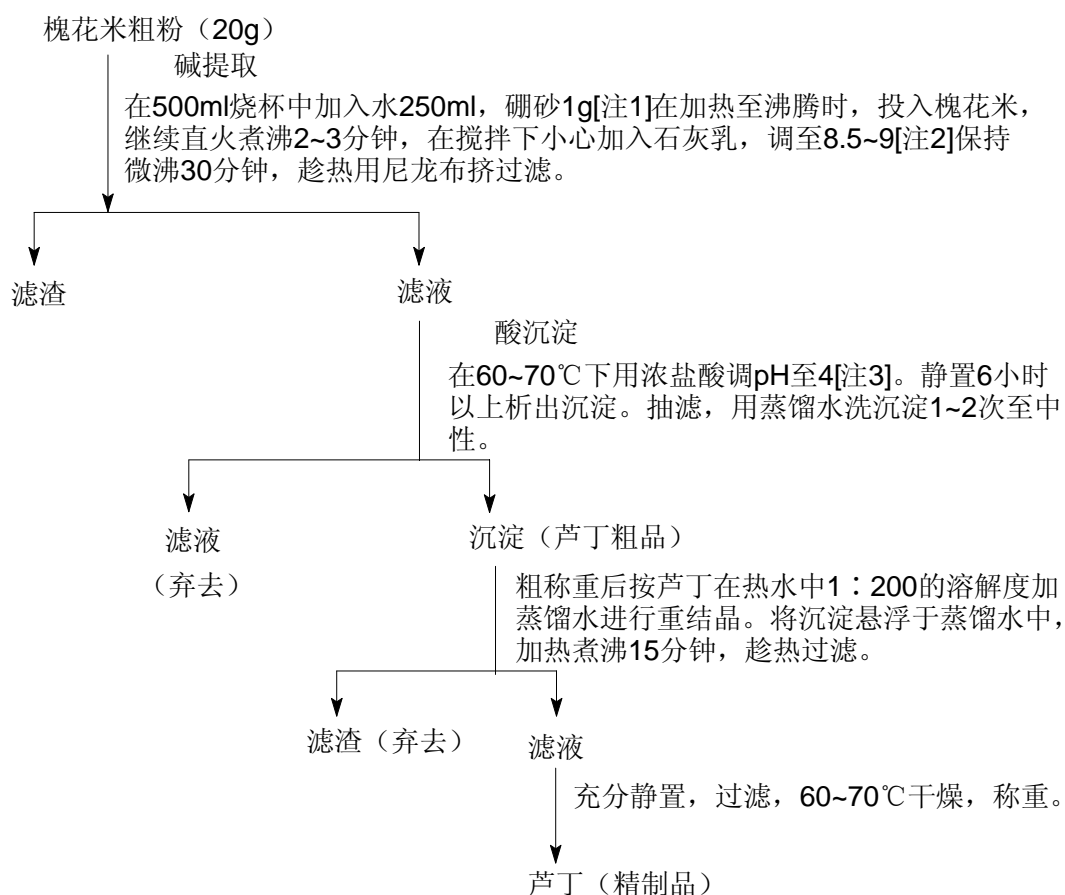 槐花米粗粉（20g）
碱提取
在500ml烧杯中加入水250ml，硼砂1g[注1]在加热至沸腾时，投入槐花米，
继续直火煮沸2~3分钟，在搅拌下小心加入石灰乳，调至8.5~9[注2]保持
微沸30分钟，趁热用尼龙布挤过滤。
滤渣
滤液
酸沉淀
在60~70℃下用浓盐酸调pH至4[注3]。静置6小时
以上析出沉淀。抽滤，用蒸馏水洗沉淀1~2次至中
性。
滤液
（弃去）
沉淀（芦丁粗品）
粗称重后按芦丁在热水中1：200的溶解度加
蒸馏水进行重结晶。将沉淀悬浮于蒸馏水中，
加热煮沸15分钟，趁热过滤。
滤渣（弃去）
滤液
充分静置，过滤，60~70℃干燥，称重。
芦丁（精制品）